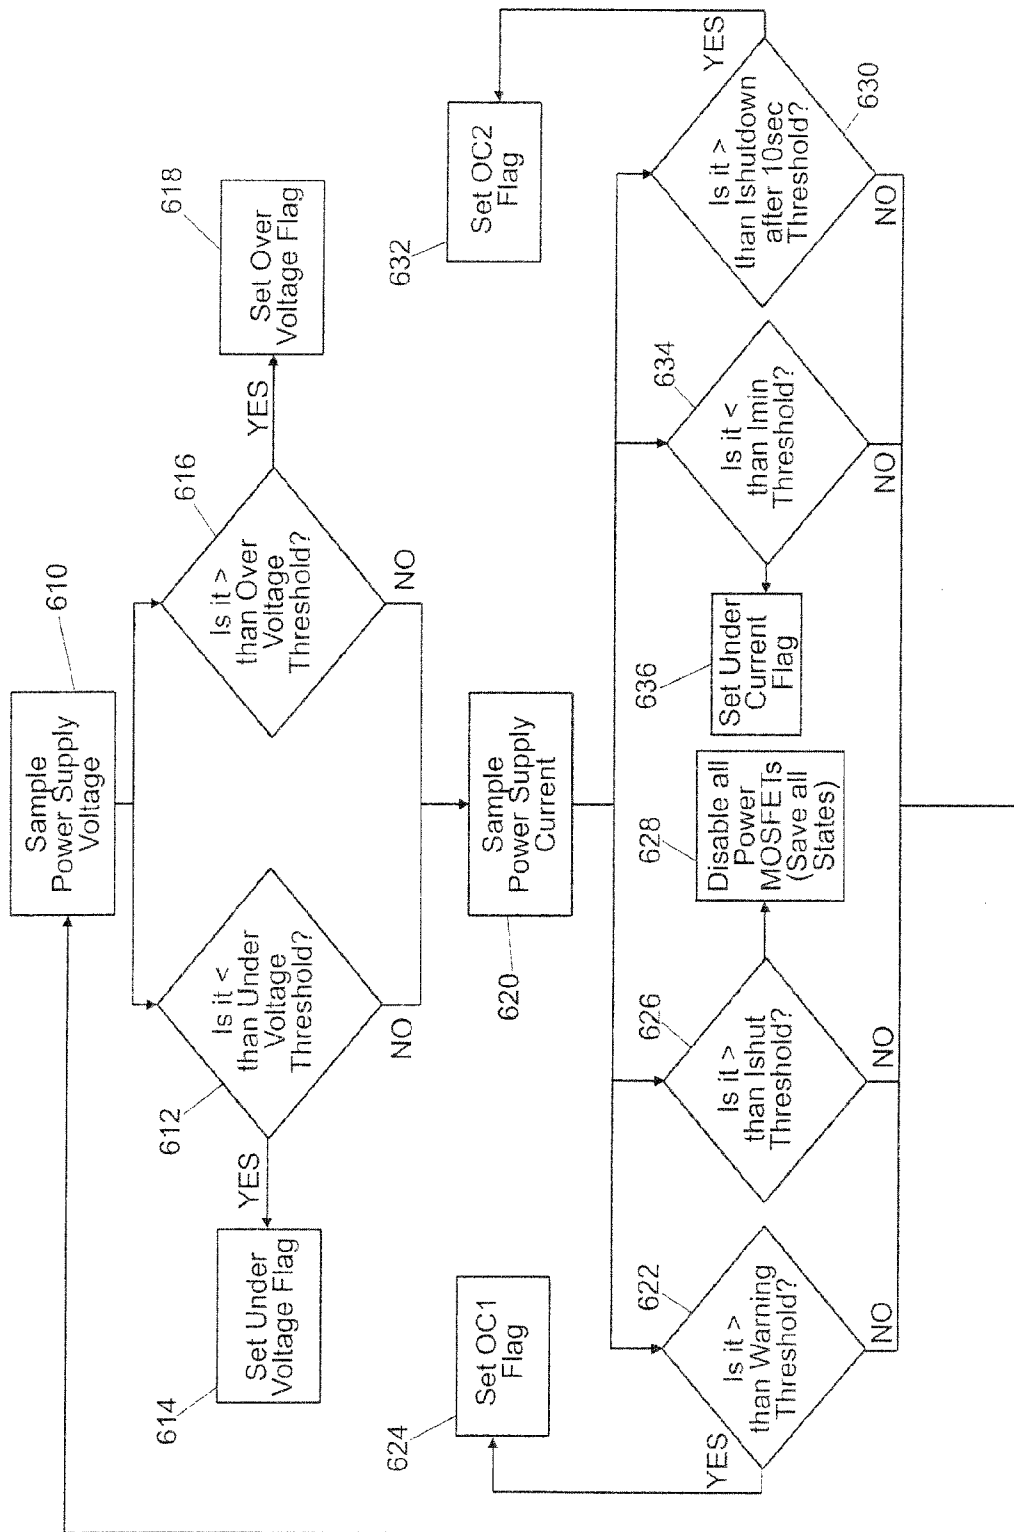 610
Sample
Power Supply
Voltage
612
Is it <
than Under
Voltage
Threshold?
YES
NO
614
Set Under
Voltage Flag
616
Is it >
than Over
Voltage
Threshold?
YES
NO
618
Set Over
Voltage Flag
620
Sample
Power Supply
Current
622
Is it >
than Warning
Threshold?
YES
NO
624
Set OC1
Flag
626
Is it >
than Ishut
Threshold?
NO
628
Disable all
Power
MOSFETs
(Save all
States)
634
Is it <
than Imin
Threshold?
NO
636
Set Under
Current
Flag
630
Is it >
than Ishutdown
after 10sec
Threshold?
YES
NO
632
Set OC2
Flag